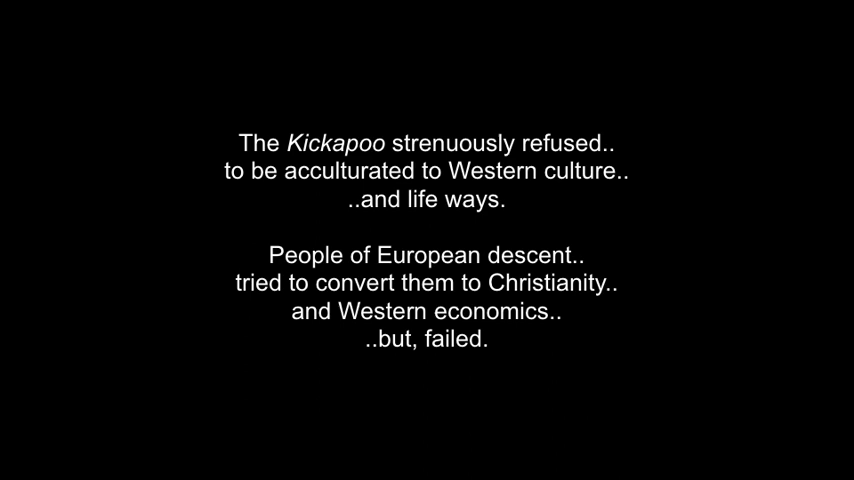 The Kickapoo strenuously refused..
to be acculturated to Western culture..
..and life ways.
People of European descent..
tried to convert them to Christianity..
and Western economics..
..but, failed.